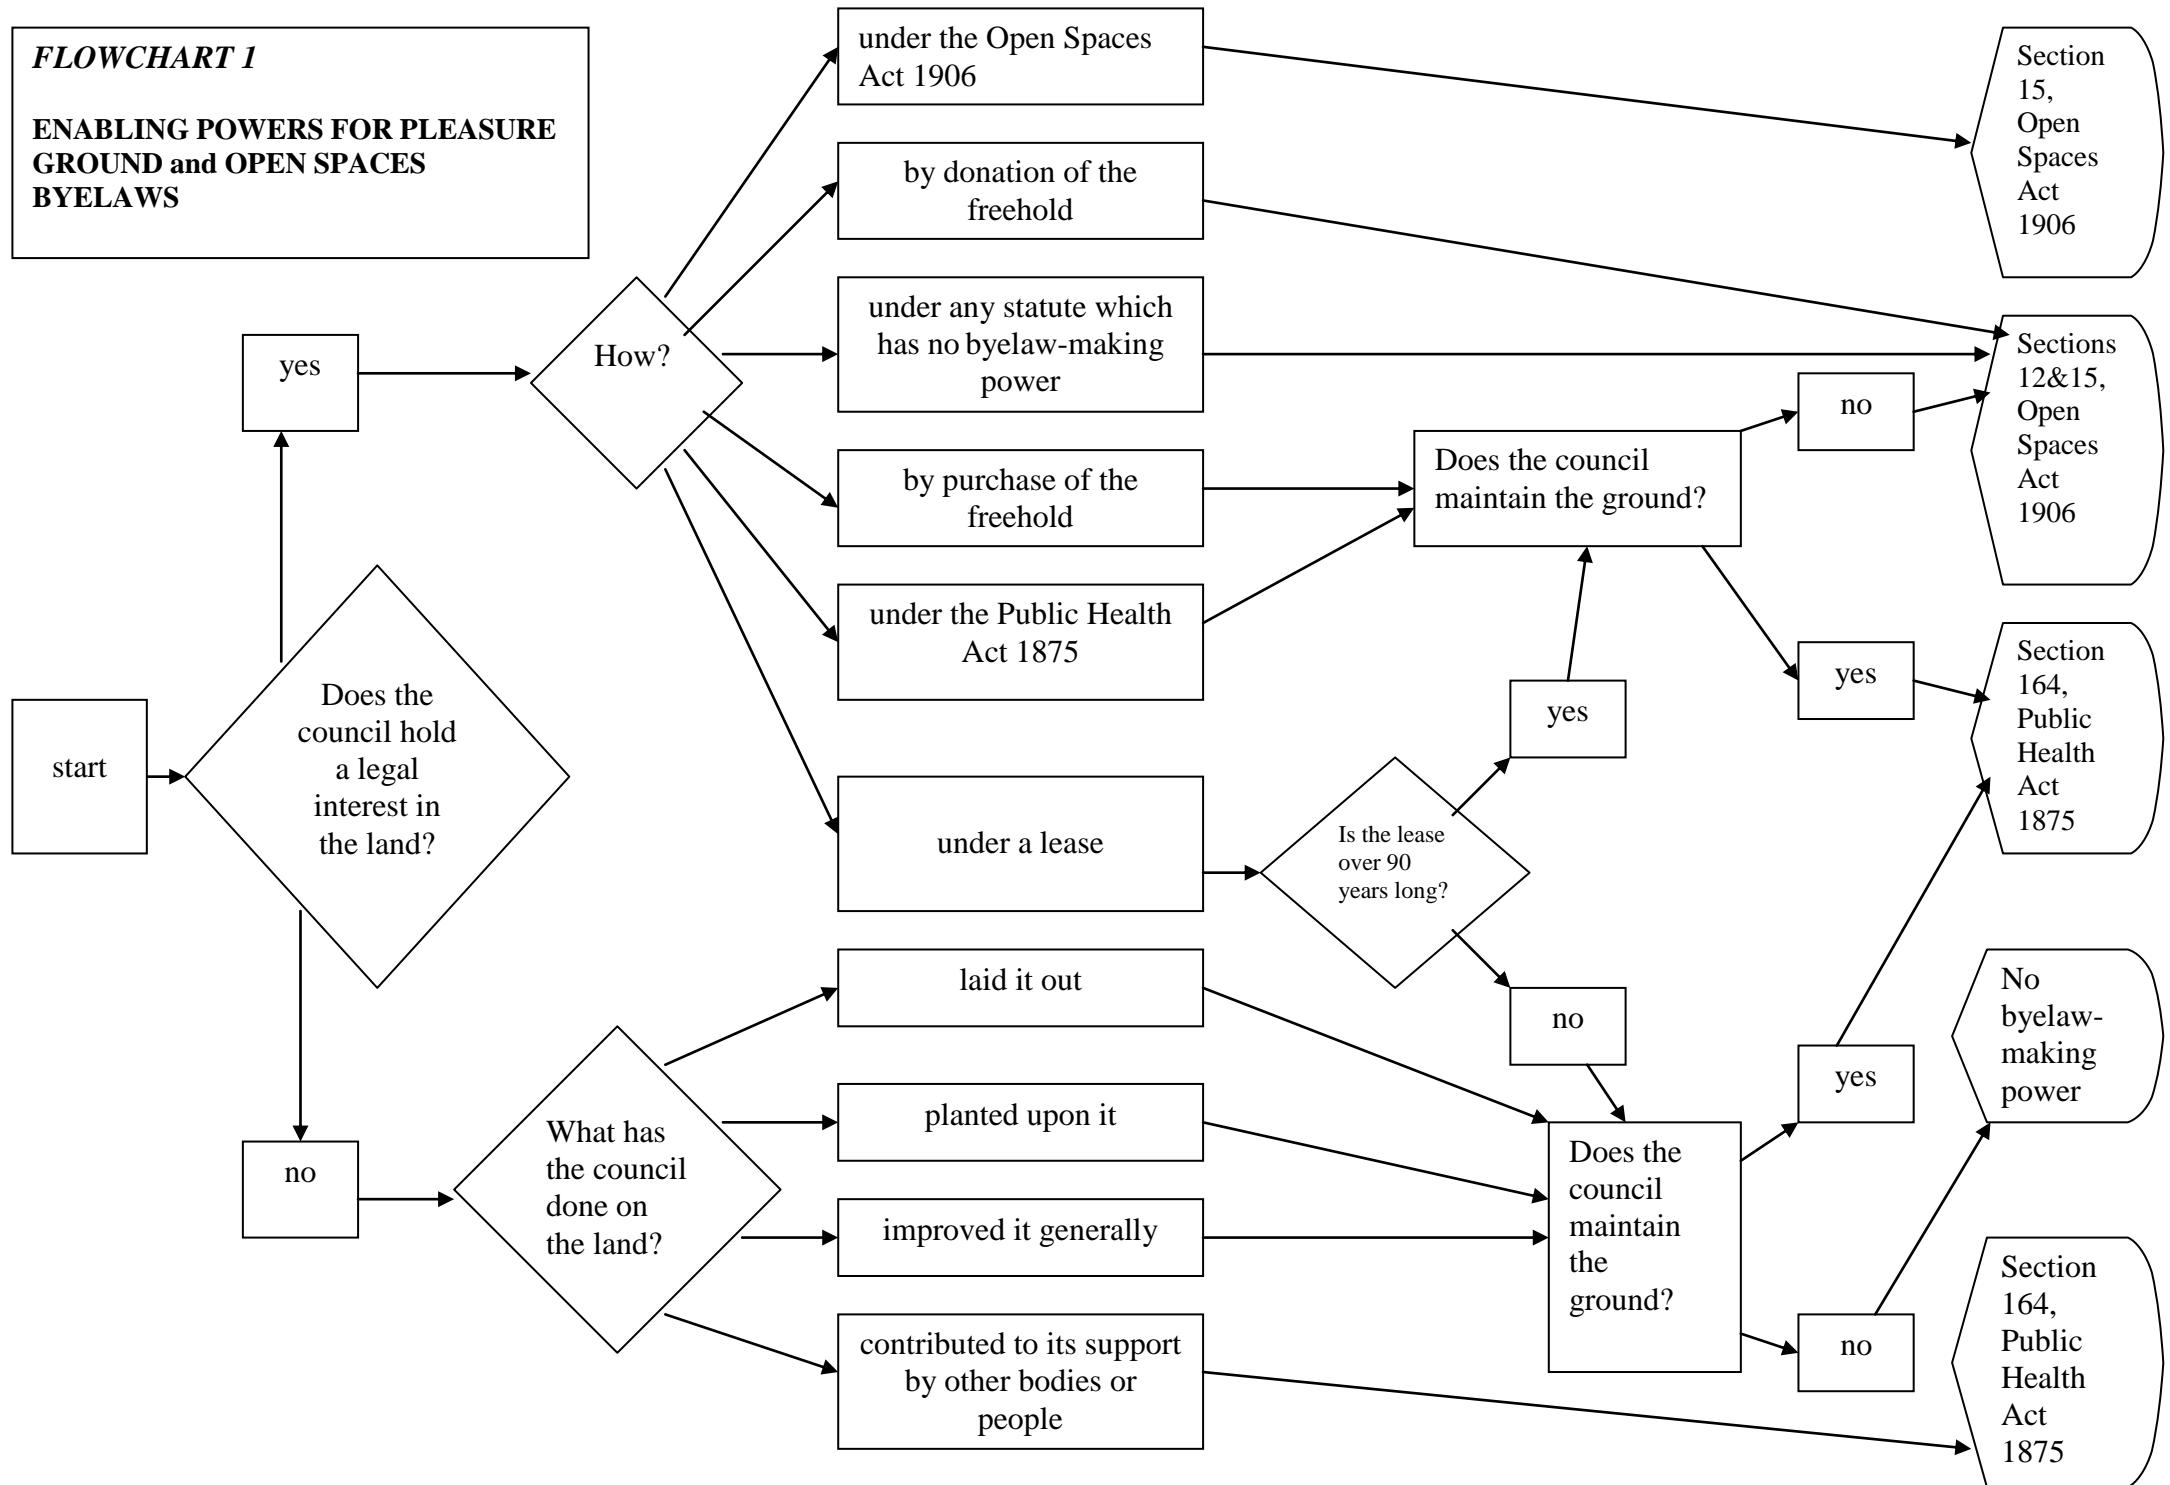 FLOWCHART 1
ENABLING POWERS FOR PLEASURE
GROUND and OPEN SPACES
BYELAWS
start
Does the
council hold
a legal
interest in
the land?
yes
no
How?
under the Open Spaces
Act 1906
by donation of the
freehold
under any statute which
has no byelaw-making
power
by purchase of the
freehold
under the Public Health
Act 1875
under a lease
What has
the council
done on
the land?
laid it out
planted upon it
improved it generally
contributed to its support
by other bodies or
people
Is the lease
over 90
years long?
yes
no
Does the council
maintain the ground?
no
yes
Does the
council
maintain
the
ground?
yes
no
Section
15,
Open
Spaces
Act
1906
Sections
12&15,
Open
Spaces
Act
1906
Section
164,
Public
Health
Act
1875
No
byelaw-
making
power
Section
164,
Public
Health
Act
1875